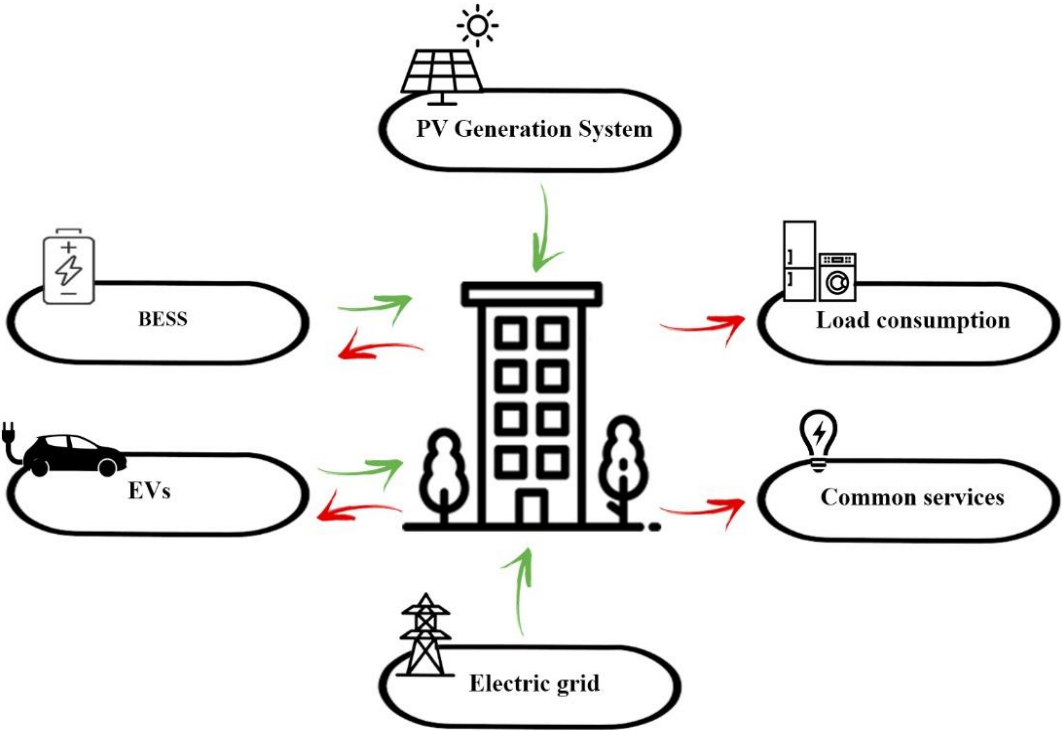 PV Generation System
BESS
Load consumption
EVs
Common services
Electric grid